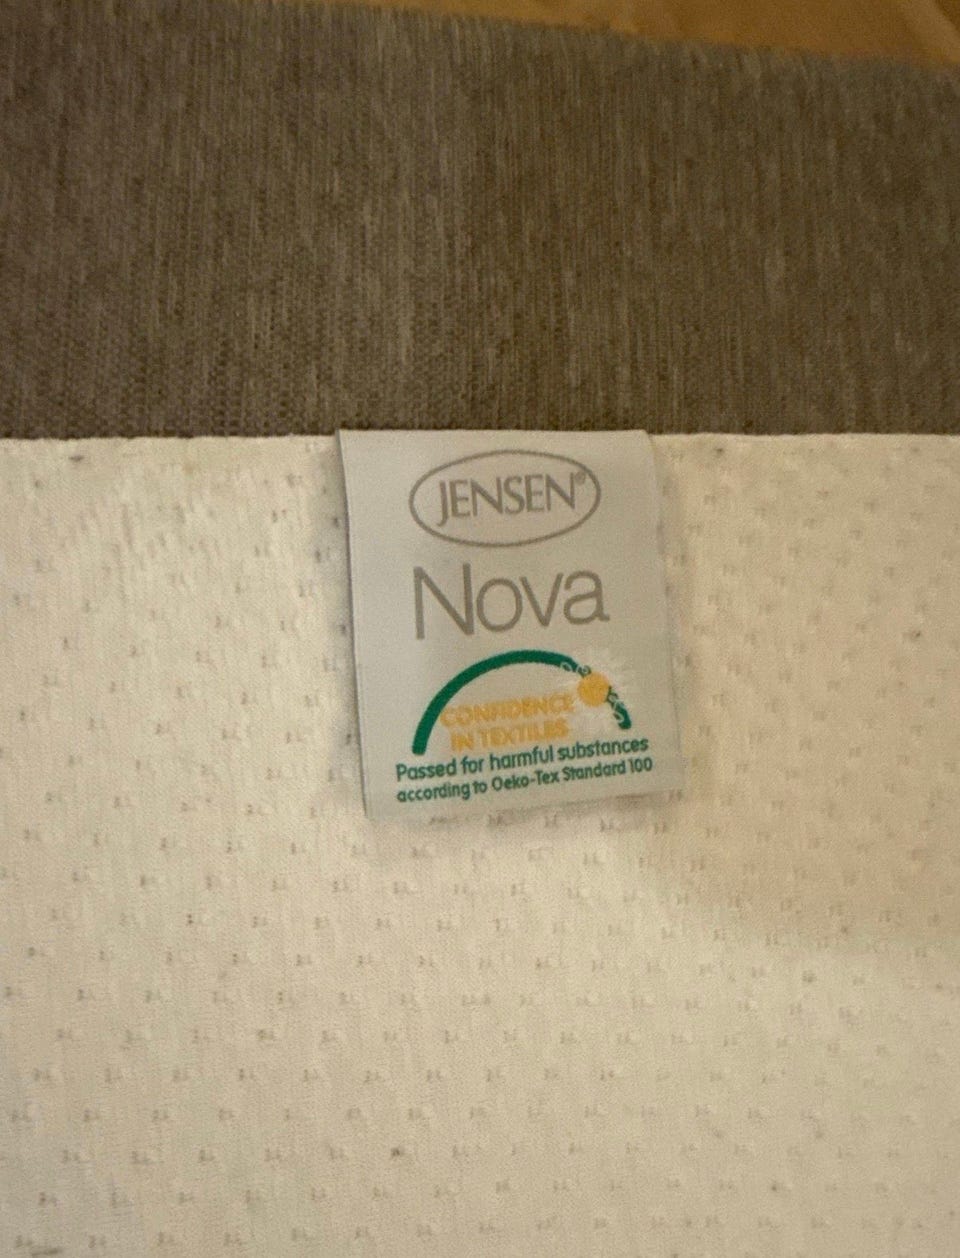 JENSEN®
Nova
CONFIDENCE
IN TEXTILES
Passed for harmful substances
according to Oeko-Tex Standard 100